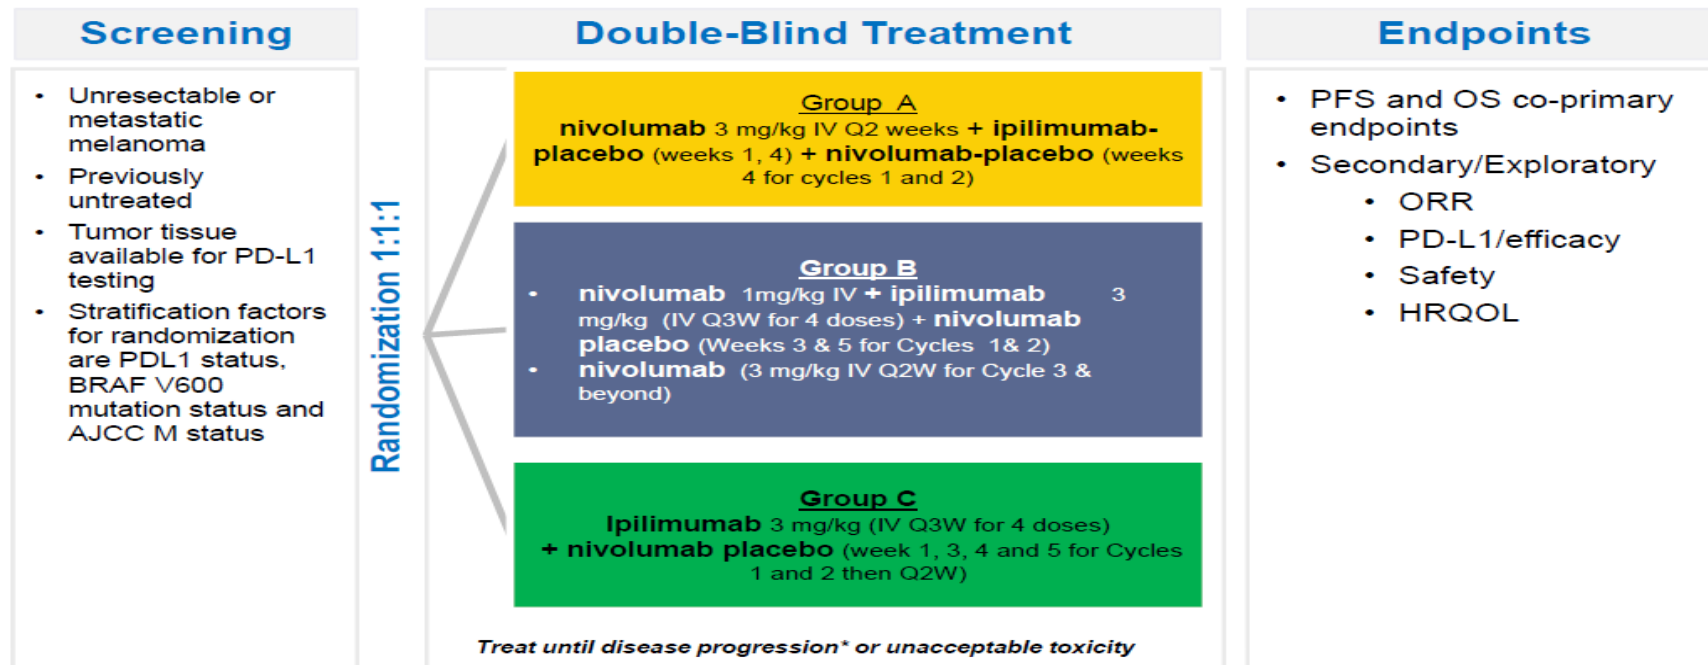 Screening
• Unresectable or
metastatic
melanoma
• Previously
untreated
• Tumor tissue
available for PD-L1
testing
• Stratification factors
for randomization
are PDL1 status,
BRAF V600
mutation status and
AJCC M status
Randomization 1:1:1
Double-Blind Treatment
Group A
nivolumab 3 mg/kg IV Q2 weeks + ipilimumab-
placebo (weeks 1, 4) + nivolumab-placebo (weeks
4 for cycles 1 and 2)
Group B
• nivolumab 1mg/kg IV + ipilimumab 3
mg/kg (IV Q3W for 4 doses) + nivolumab
placebo (Weeks 3 & 5 for Cycles 1& 2)
• nivolumab (3 mg/kg IV Q2W for Cycle 3 &
beyond)
Group C
Ipilimumab 3 mg/kg (IV Q3W for 4 doses)
+ nivolumab placebo (week 1, 3, 4 and 5 for Cycles
1 and 2 then Q2W)
Treat until disease progression* or unacceptable toxicity
Endpoints
• PFS and OS co-primary
endpoints
• Secondary/Exploratory
• ORR
• PD-L1/efficacy
• Safety
• HRQOL